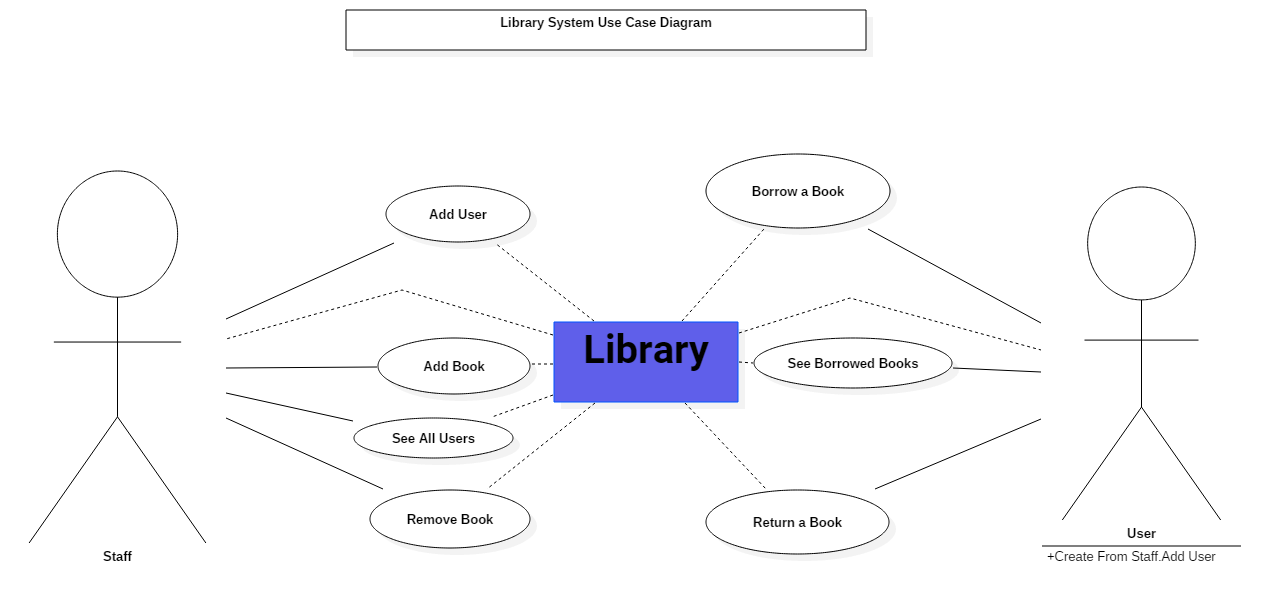 Library System Use Case Diagram
Borrow a Book
Add User
Library
Add Book
See Borrowed Books
See All Users
Remove Book
Return a Book
User
Staff
+Create From Staff.Add User